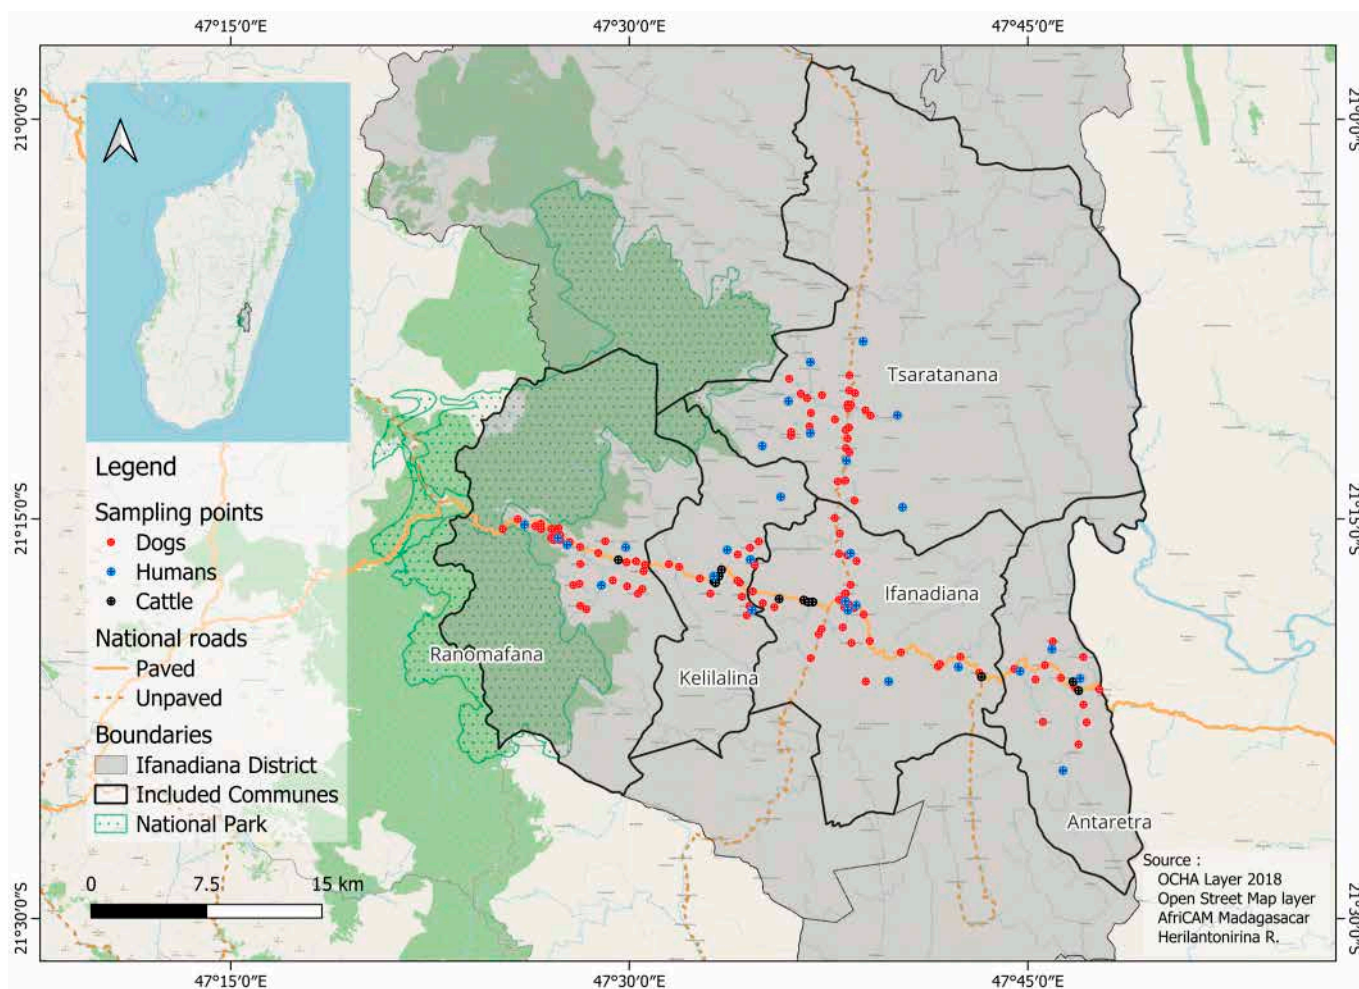 47°15′0″E
47°30′0″E
47°45′0″E
21°0′0″S
21°0′0″S
Tsaratanana
Legend
Sampling points
Dogs
Humans
Cattle
National roads
Paved
Unpaved
Boundaries
Ifanadiana District
Included Communes
National Park
0 7.5 15 km
21°15′0″S
21°15′0″S
Ifanadiana
Ranomafana
Kelilalina
Antaretra
Source :
OCHA Layer 2018
Open Street Map layer
AfriCAM Madagasacar
Herilantonirina R.
21°30′0″S
21°30′0″S
47°15′0″E
47°30′0″E
47°45′0″E